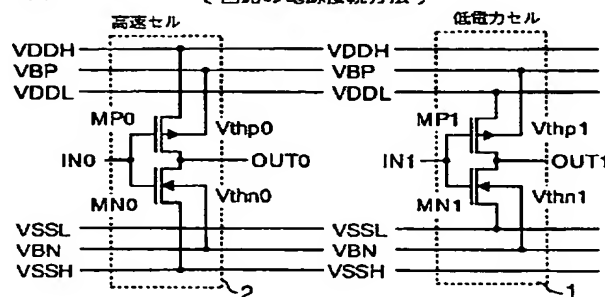 高速セル 低電力セル
VDDH VDDH
VBP VBP
VDDL VDDL
MP0 Vthp0 MP1 Vthp1
IN0 OUT0 IN1 OUT1
MN0 Vthn0 MN1 Vthn1
VSSL VSSL
VBN VBN
VSSH VSSH
2 1